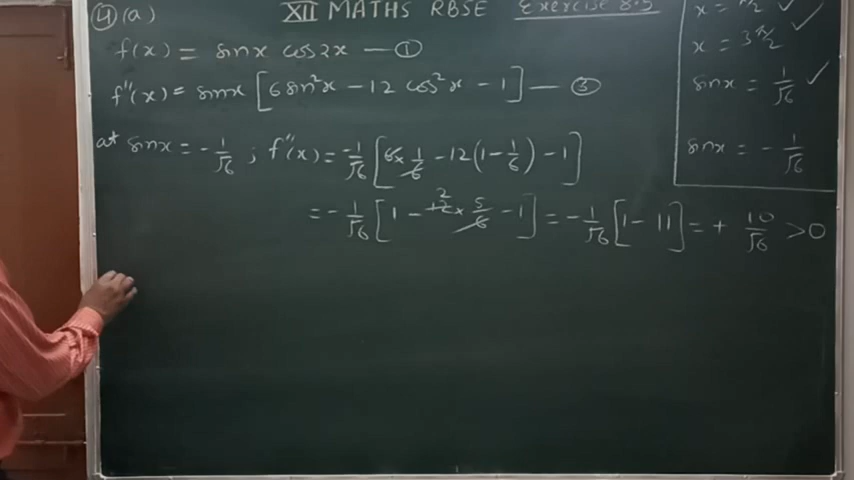 XII MATHS RBSE Exercise 8.5
④(a)
f(x) = sinx cos2x — ①
f''(x) = sinx [6sin²x - 12 cos²x - 1] — ③
at sinx = -1/√6 ; f''(x) = -1/√6 [6×1/6 - 12(1 - 1/6) - 1]
= -1/√6 [1 - 12×5/6 - 1] = -1/√6 [1 - 11] = + 10/√6 > 0
x = π/2 ✓
x = 3π/2 ✓
sinx = 1/√6 ✓
sinx = -1/√6